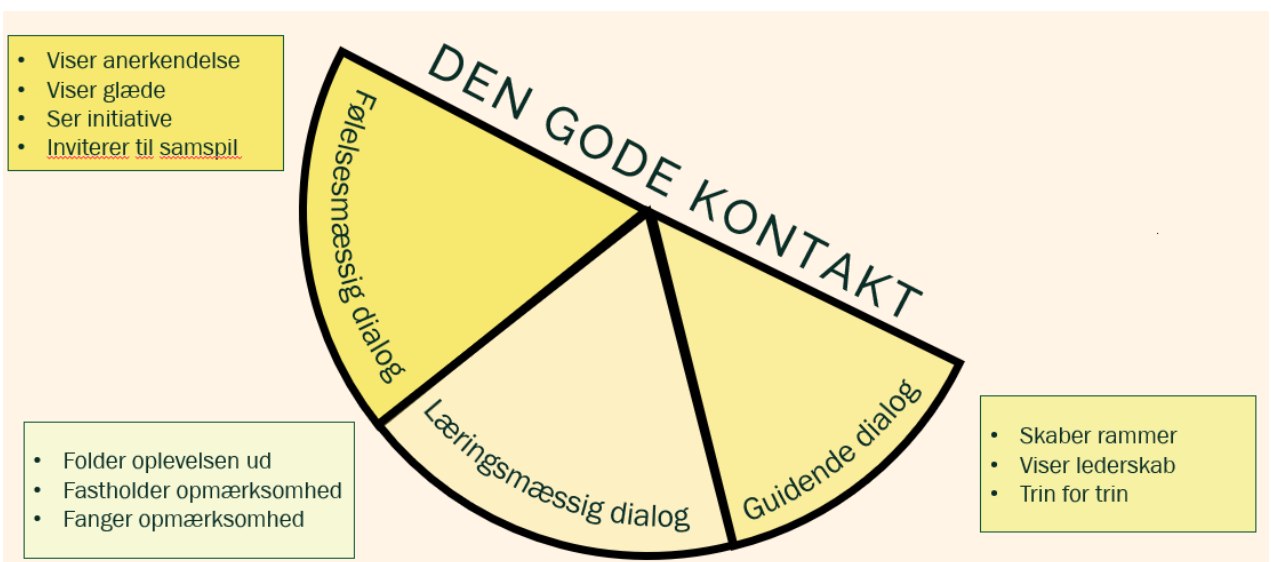 DEN GODE KONTAKT
• Viser anerkendelse
• Viser glæde
• Ser initiative
• Inviterer til samspil
Følelsesmæssig dialog
Læringsmæssig dialog
Guidende dialog
• Folder oplevelsen ud
• Fastholder opmærksomhed
• Fanger opmærksomhed
• Skaber rammer
• Viser lederskab
• Trin for trin